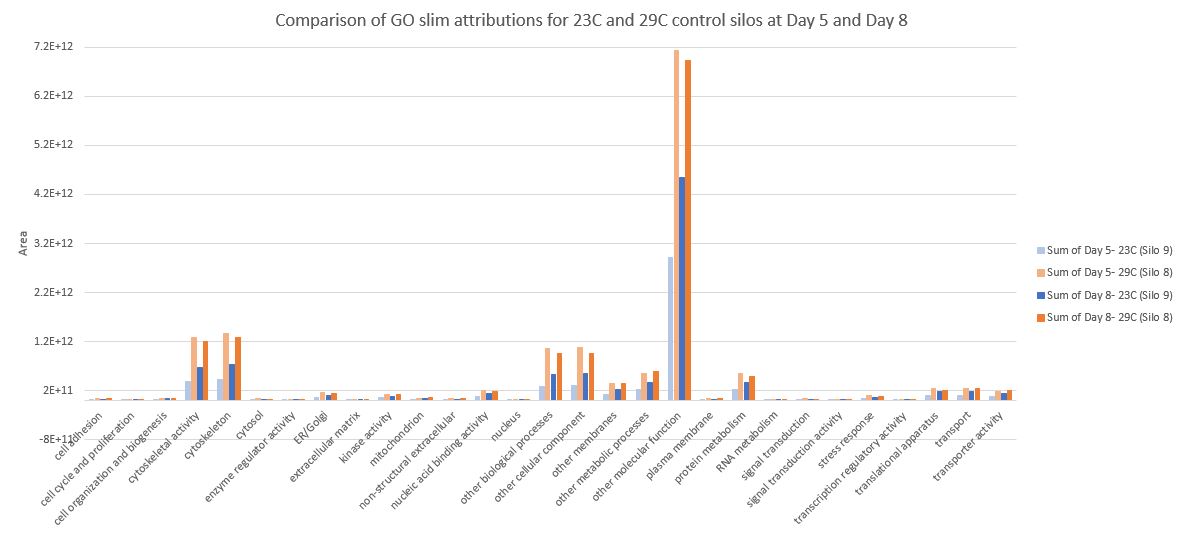 Comparison of GO slim attributions for 23C and 29C control silos at Day 5 and Day 8
7.2E+12
6.2E+12
5.2E+12
4.2E+12
3.2E+12
2.2E+12
1.2E+12
2E+11
-8E+11
Area
cell adhesion
cell cycle and proliferation
cell organization and biogenesis
cytoskeletal activity
cytoskeleton
cytosol
enzyme regulator activity
ER/Golgi
extracellular matrix
kinase activity
mitochondrion
non-structural extracellular
nucleic acid binding activity
nucleus
other biological processes
other cellular component
other membranes
other metabolic processes
other molecular function
plasma membrane
protein metabolism
RNA metabolism
signal transduction
signal transduction activity
stress response
transcription regulatory activity
translational apparatus
transport
transporter activity
Sum of Day 5- 23C (Silo 9)
Sum of Day 5- 29C (Silo 8)
Sum of Day 8- 23C (Silo 9)
Sum of Day 8- 29C (Silo 8)